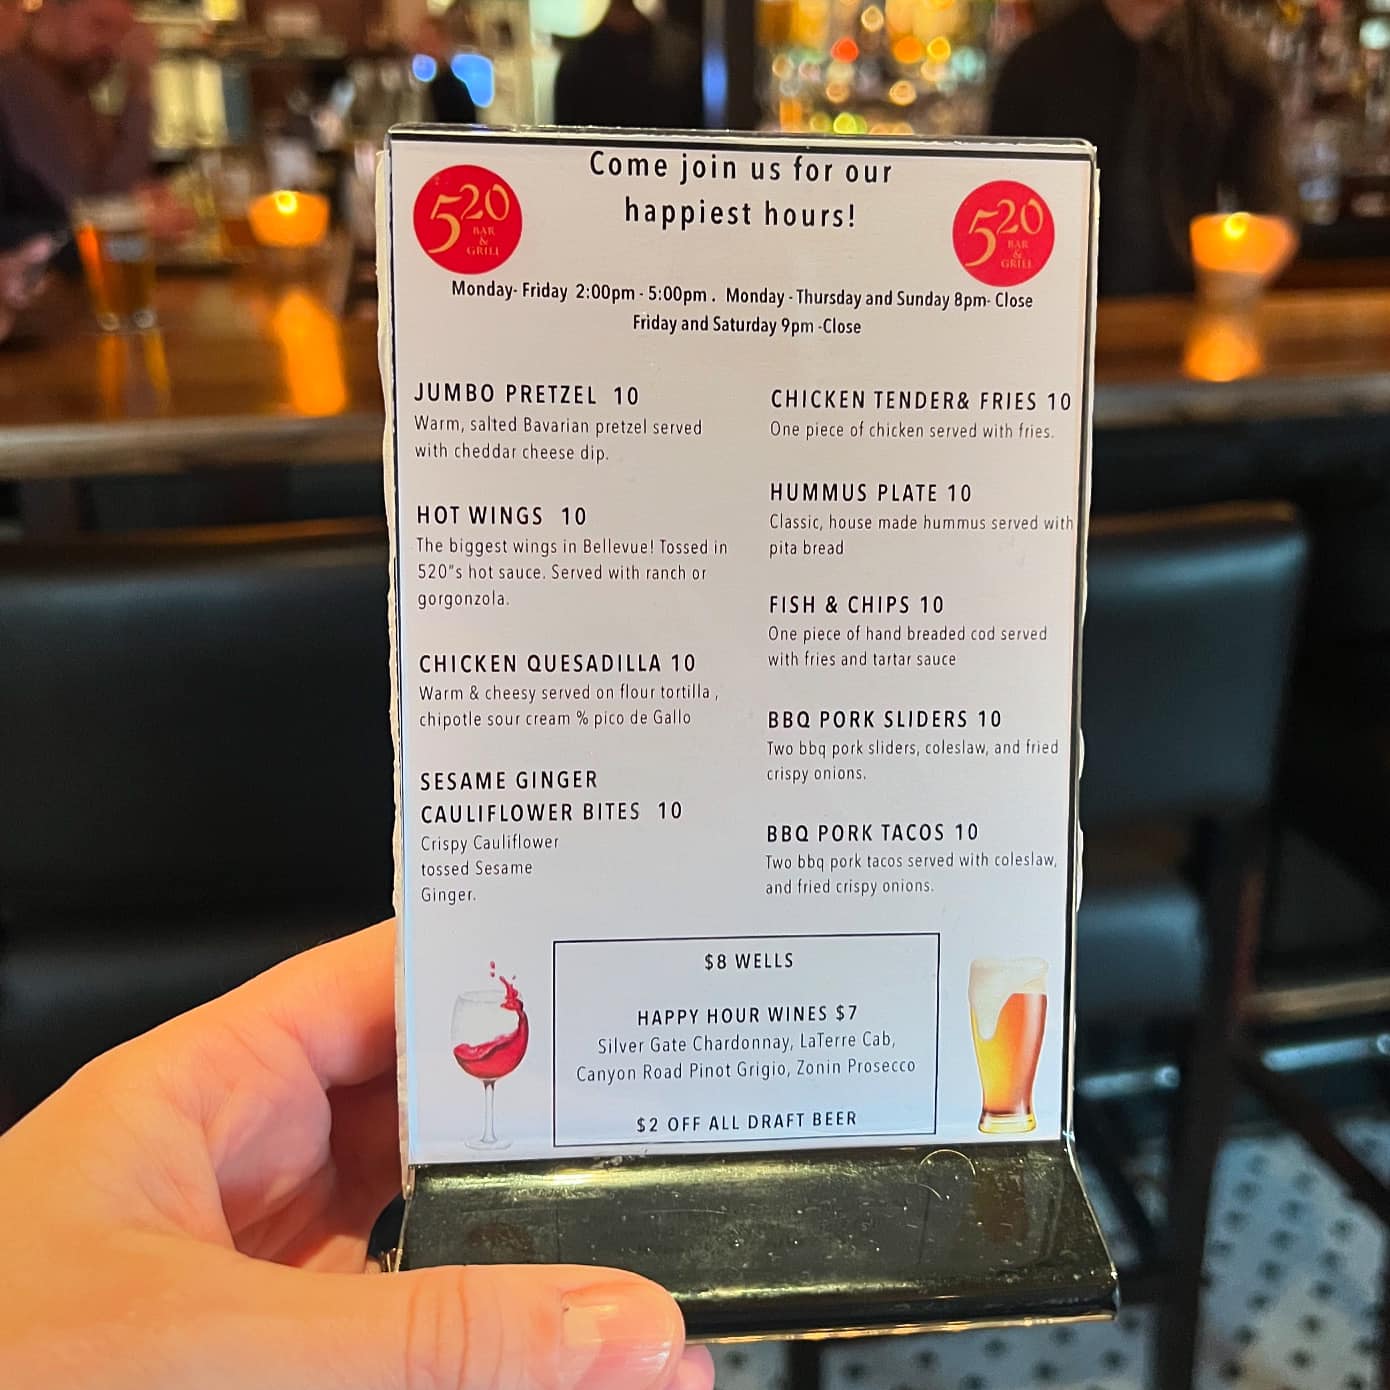 Come join us for our
happiest hours!
520
BAR
&
GRILL
520
BAR
&
GRILL
Monday- Friday 2:00pm - 5:00pm . Monday - Thursday and Sunday 8pm- Close
Friday and Saturday 9pm -Close
JUMBO PRETZEL 10
Warm, salted Bavarian pretzel served
with cheddar cheese dip.
HOT WINGS 10
The biggest wings in Bellevue! Tossed in
520"s hot sauce. Served with ranch or
gorgonzola.
CHICKEN QUESADILLA 10
Warm & cheesy served on flour tortilla ,
chipotle sour cream % pico de Gallo
SESAME GINGER
CAULIFLOWER BITES 10
Crispy Cauliflower
tossed Sesame
Ginger.
CHICKEN TENDER& FRIES 10
One piece of chicken served with fries.
HUMMUS PLATE 10
Classic, house made hummus served with
pita bread
FISH & CHIPS 10
One piece of hand breaded cod served
with fries and tartar sauce
BBQ PORK SLIDERS 10
Two bbq pork sliders, coleslaw, and fried
crispy onions.
BBQ PORK TACOS 10
Two bbq pork tacos served with coleslaw,
and fried crispy onions.
$8 WELLS
HAPPY HOUR WINES $7
Silver Gate Chardonnay, LaTerre Cab,
Canyon Road Pinot Grigio, Zonin Prosecco
$2 OFF ALL DRAFT BEER